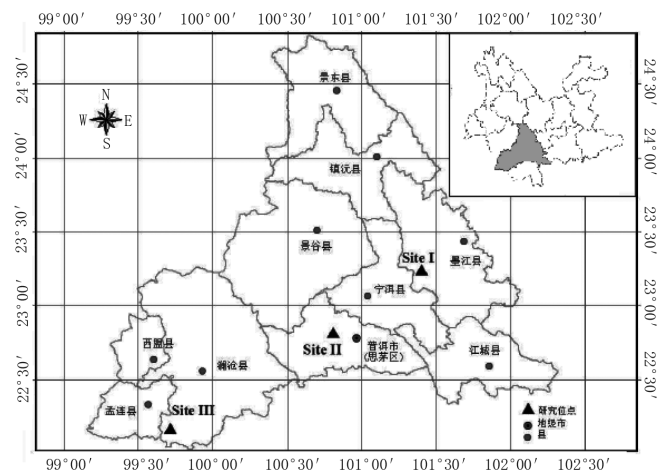 99°00′ 99°30′ 100°00′ 100°30′ 101°00′ 101°30′ 102°00′ 102°30′
24°30′
24°30′
N
W E
S
景东县
24°00′
24°00′
镇沅县
23°30′
23°30′
景谷县
Site I
墨江县
宁洱县
23°00′
23°00′
西盟县
澜沧县
Site II
普洱市
(思茅区)
江城县
22°30′
22°30′
孟连县
Site III
研究位点
地级市
县
99°00′ 99°30′ 100°00′ 100°30′ 101°00′ 101°30′ 102°00′ 102°30′